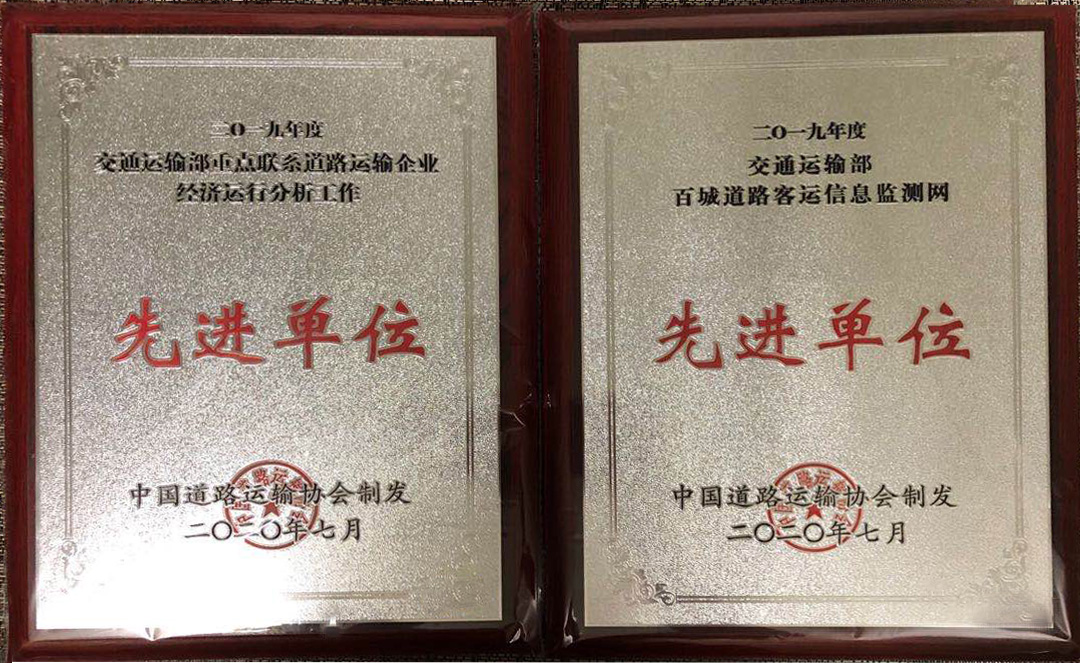 二〇一九年度
交通运输部重点联系道路运输企业
经济运行分析工作
先进单位
中国道路运输协会制发
二〇二〇年七月
二〇一九年度
交通运输部
百城道路客运信息监测网
先进单位
中国道路运输协会制发
二〇二〇年七月